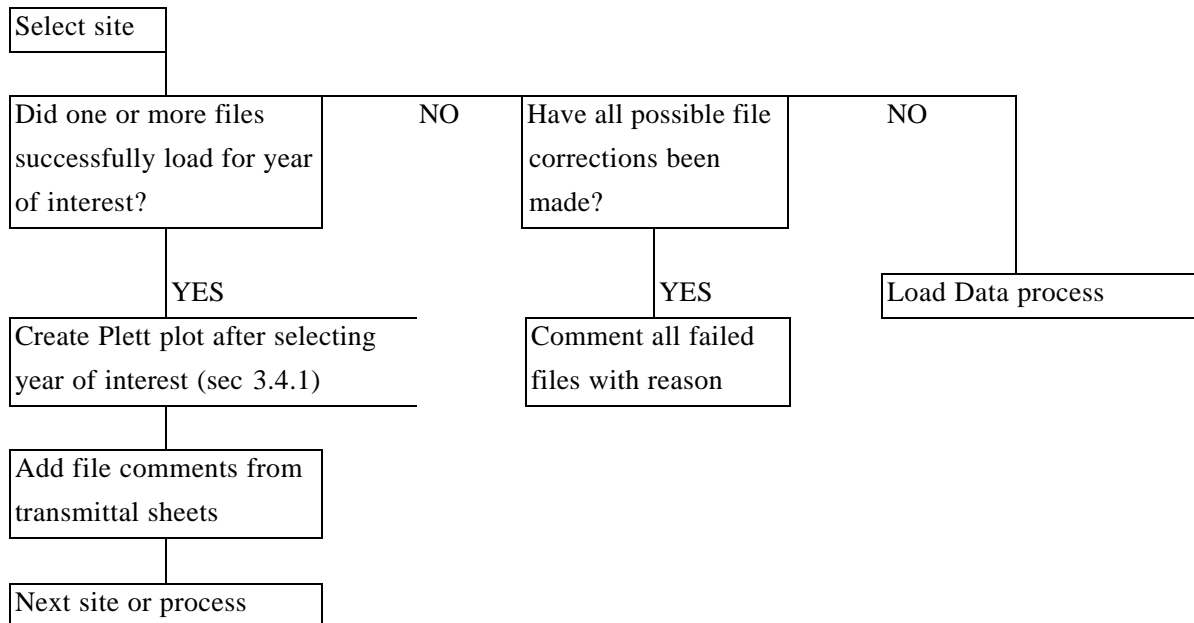 Select site
Did one or more files
successfully load for year
of interest?
NO
Have all possible file
corrections been
made?
NO
YES
YES
Load Data process
Create Plett plot after selecting
year of interest (sec 3.4.1)
Comment all failed
files with reason
Add file comments from
transmittal sheets
Next site or process